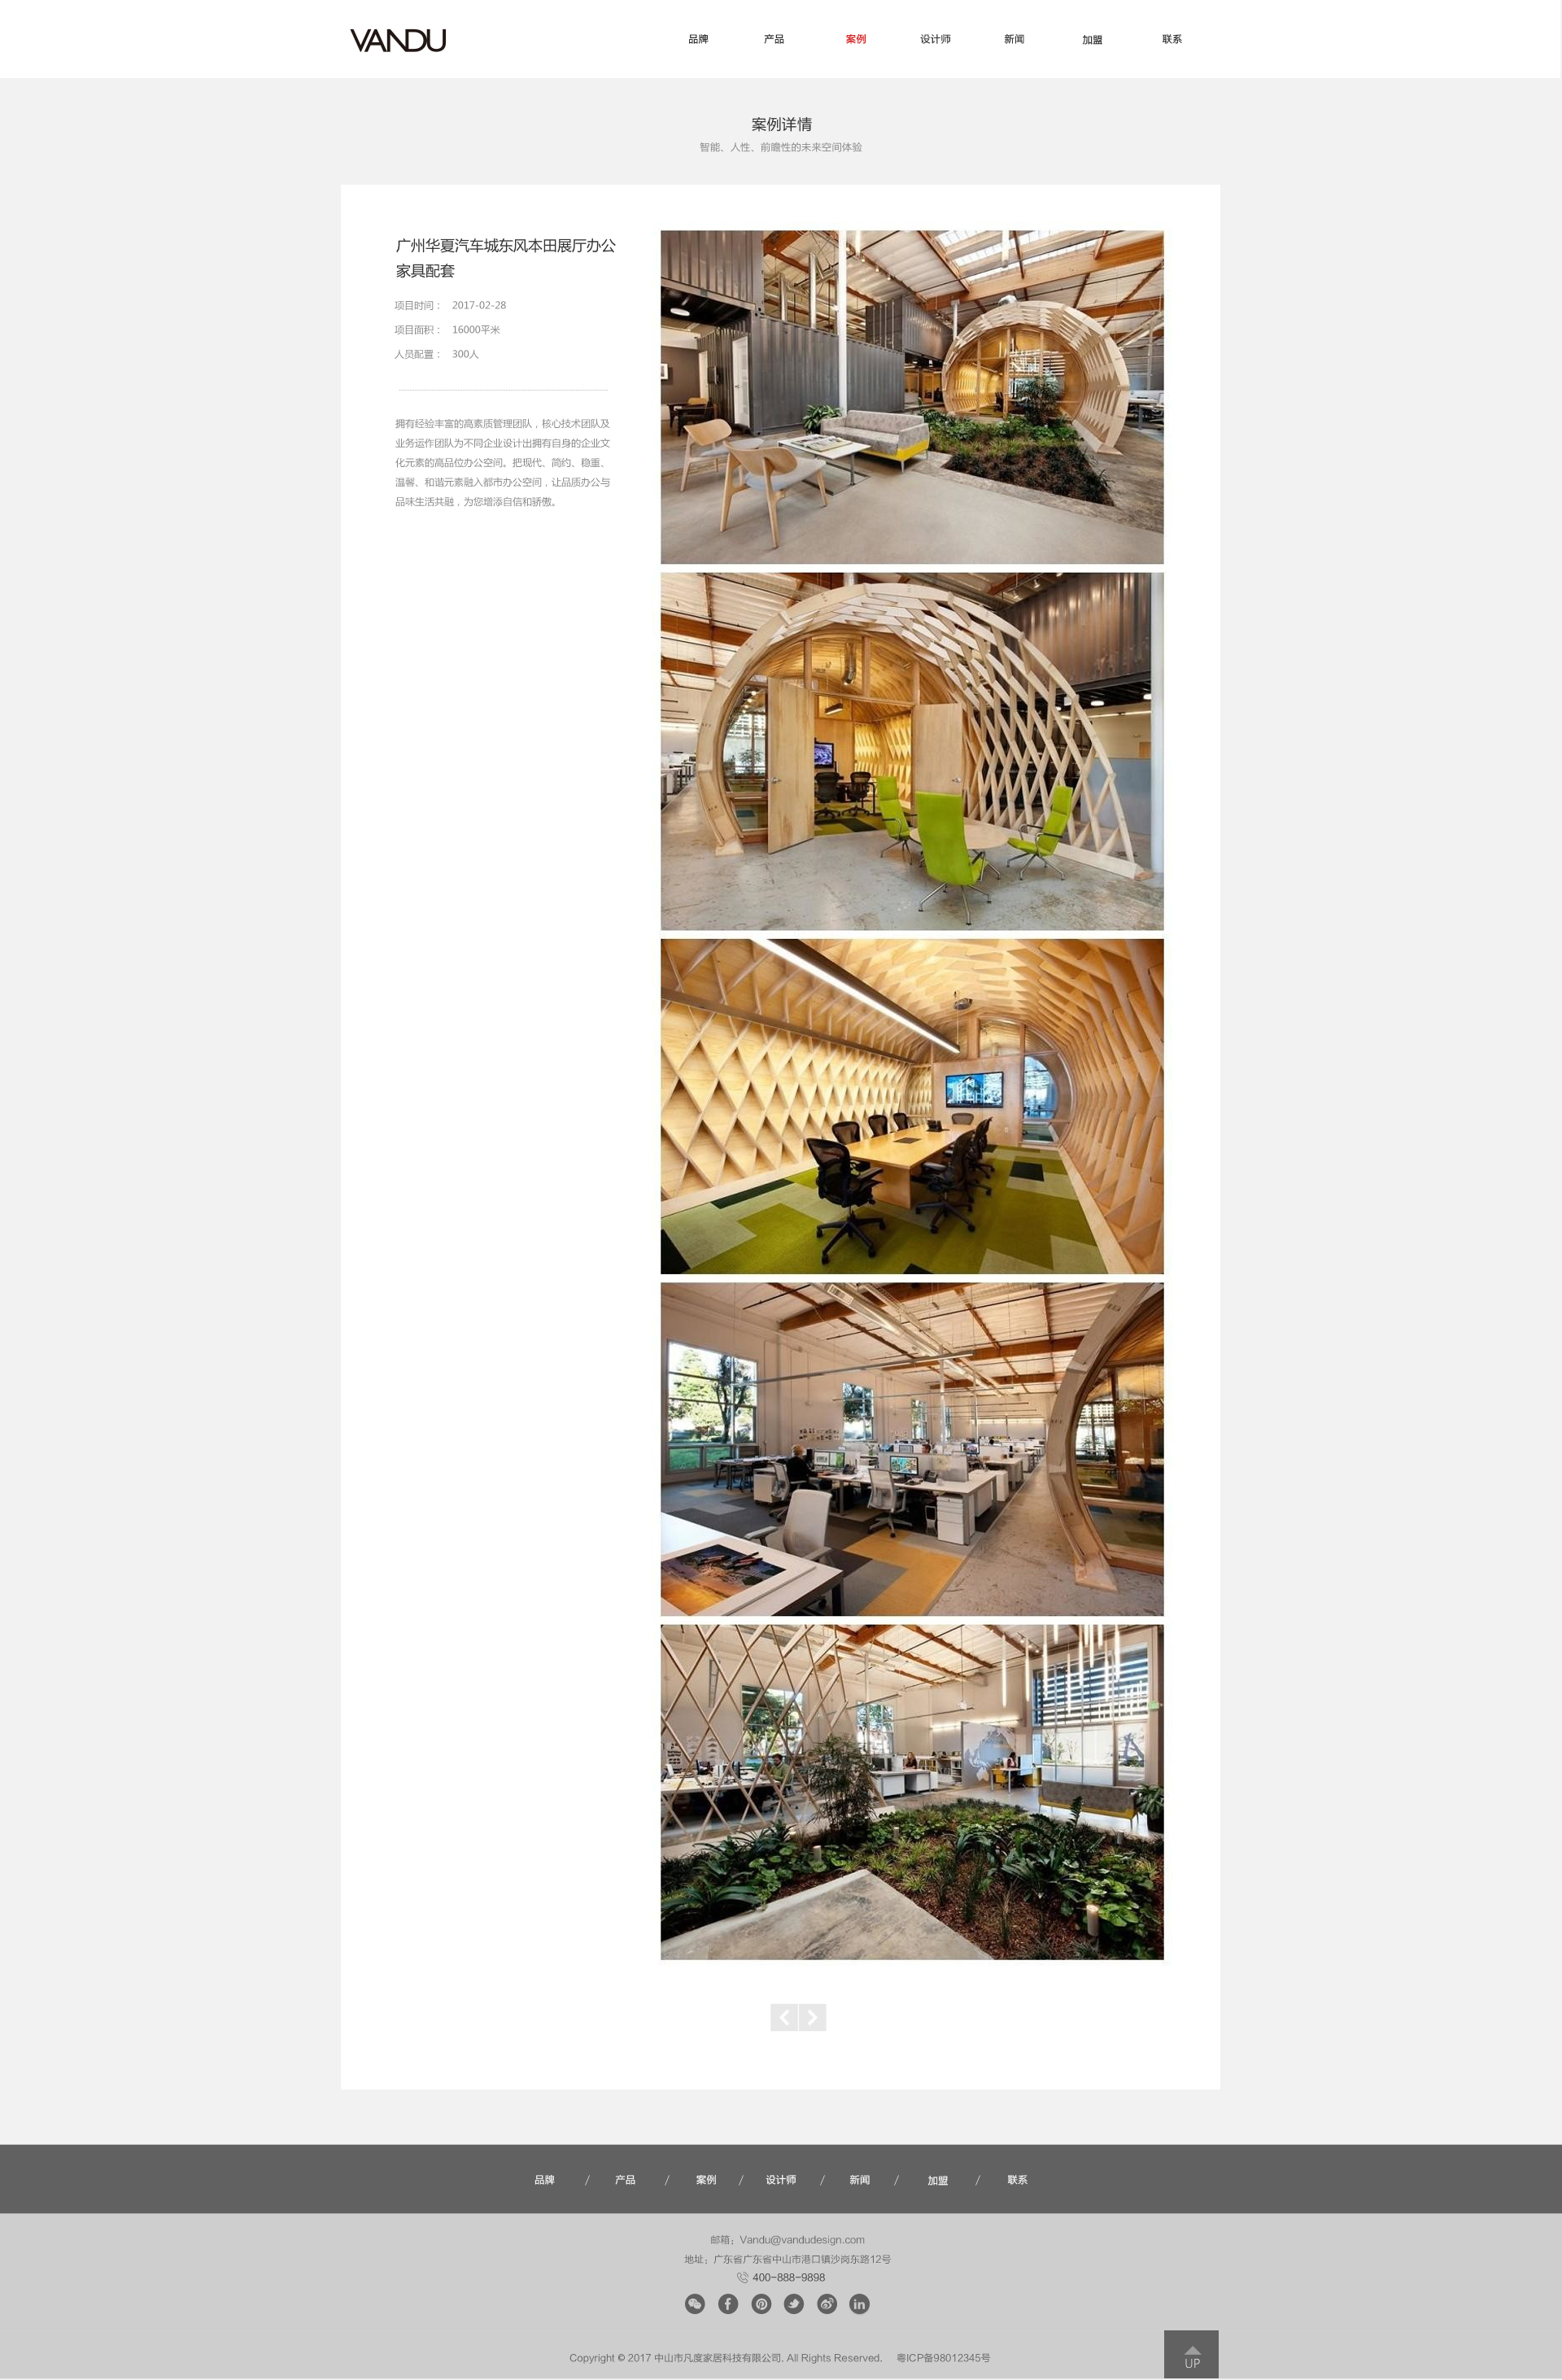 VANDU
品牌 产品 案例 设计师 新闻 加盟 联系
案例详情
智能、人性、前瞻性的未来空间体验
广州华夏汽车城东风本田展厅办公
家具配套
项目时间： 2017-02-28
项目面积： 16000平米
人员配置： 300人
拥有经验丰富的高素质管理团队，核心技术团队及
业务运作团队为不同企业设计出拥有自身的企业文
化元素的高品位办公空间。把现代、简约、稳重、
温馨、和谐元素融入都市办公空间，让品质办公与
品味生活共融，为您增添自信和骄傲。
品牌 / 产品 / 案例 / 设计师 / 新闻 / 加盟 / 联系
邮箱：Vandu@vandudesign.com
地址：广东省广东省中山市港口镇沙岗东路12号
400-888-9898
Copyright © 2017 中山市凡度家居科技有限公司. All Rights Reserved. 粤ICP备98012345号
UP